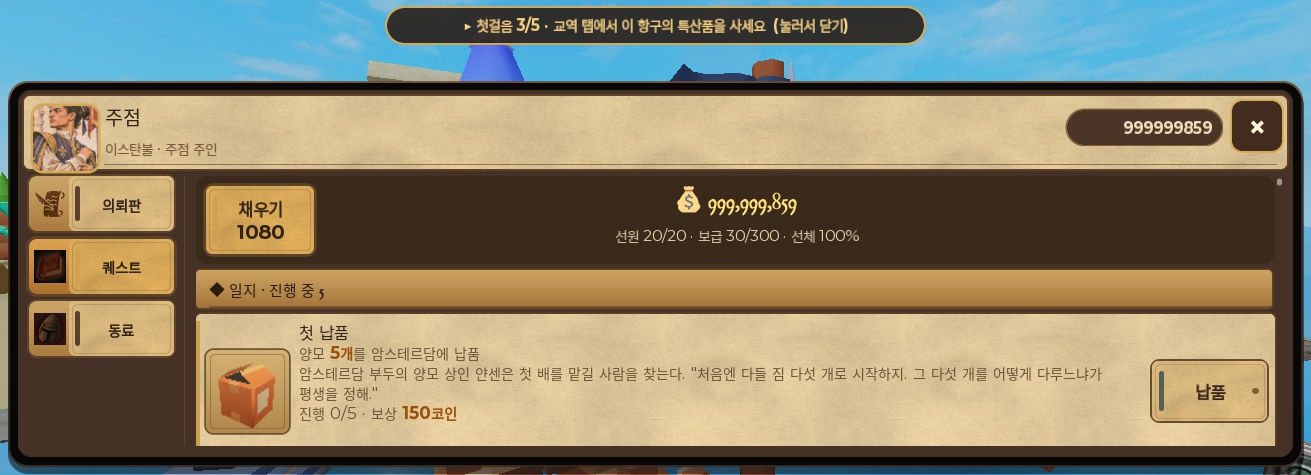 ▸ 첫걸음 3/5 · 교역 탭에서 이 항구의 특산품을 사세요 (눌러서 닫기)
주점
이스탄불 · 주점 주인
999999859
×
의뢰판
퀘스트
동료
채우기
1080
$ 999,999,859
선원 20/20 · 보급 30/300 · 선체 100%
◆ 일지 · 진행 중 5
첫 납품
양모 5개를 암스테르담에 납품
암스테르담 부두의 양모 상인 얀센은 첫 배를 맡길 사람을 찾는다. "처음엔 다들 짐 다섯 개로 시작하지. 그 다섯 개를 어떻게 다루느냐가
평생을 정해."
진행 0/5 · 보상 150코인
납품